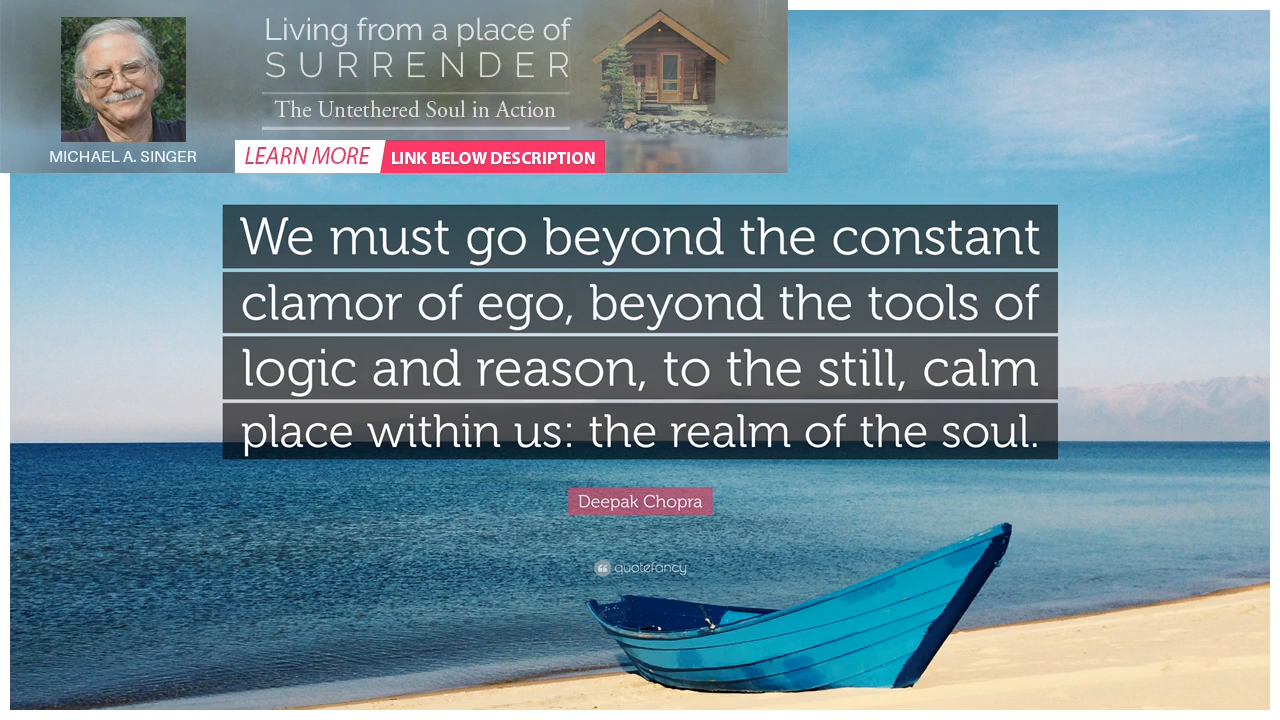 Living from a place of
SURRENDER
The Untethered Soul in Action
MICHAEL A. SINGER
LEARN MORE LINK BELOW DESCRIPTION
We must go beyond the constant
clamor of ego, beyond the tools of
logic and reason, to the still, calm
place within us: the realm of the soul.
Deepak Chopra
quotefancy